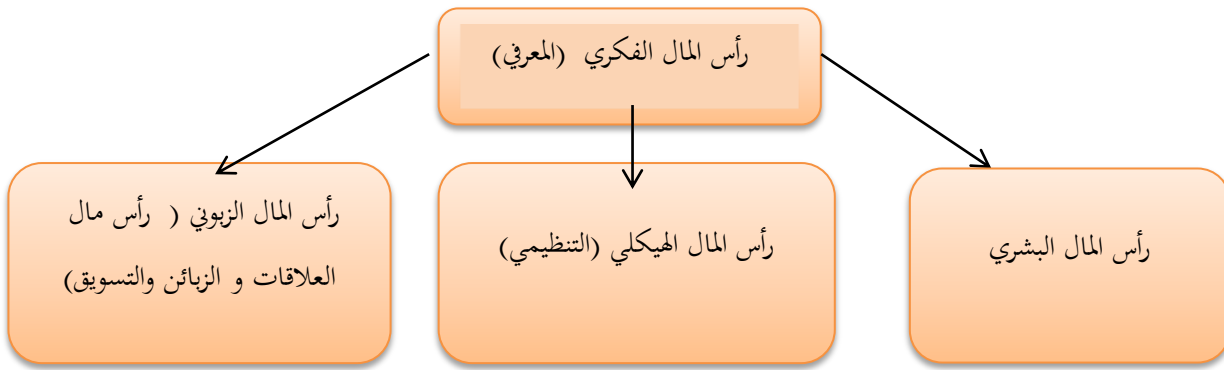 رأس المال الفكري (المعرفي)
رأس المال البشري
رأس المال الهيكلي (التنظيمي)
رأس المال الزبوني ( رأس مال
العلاقات و الزبائن والتسويق)